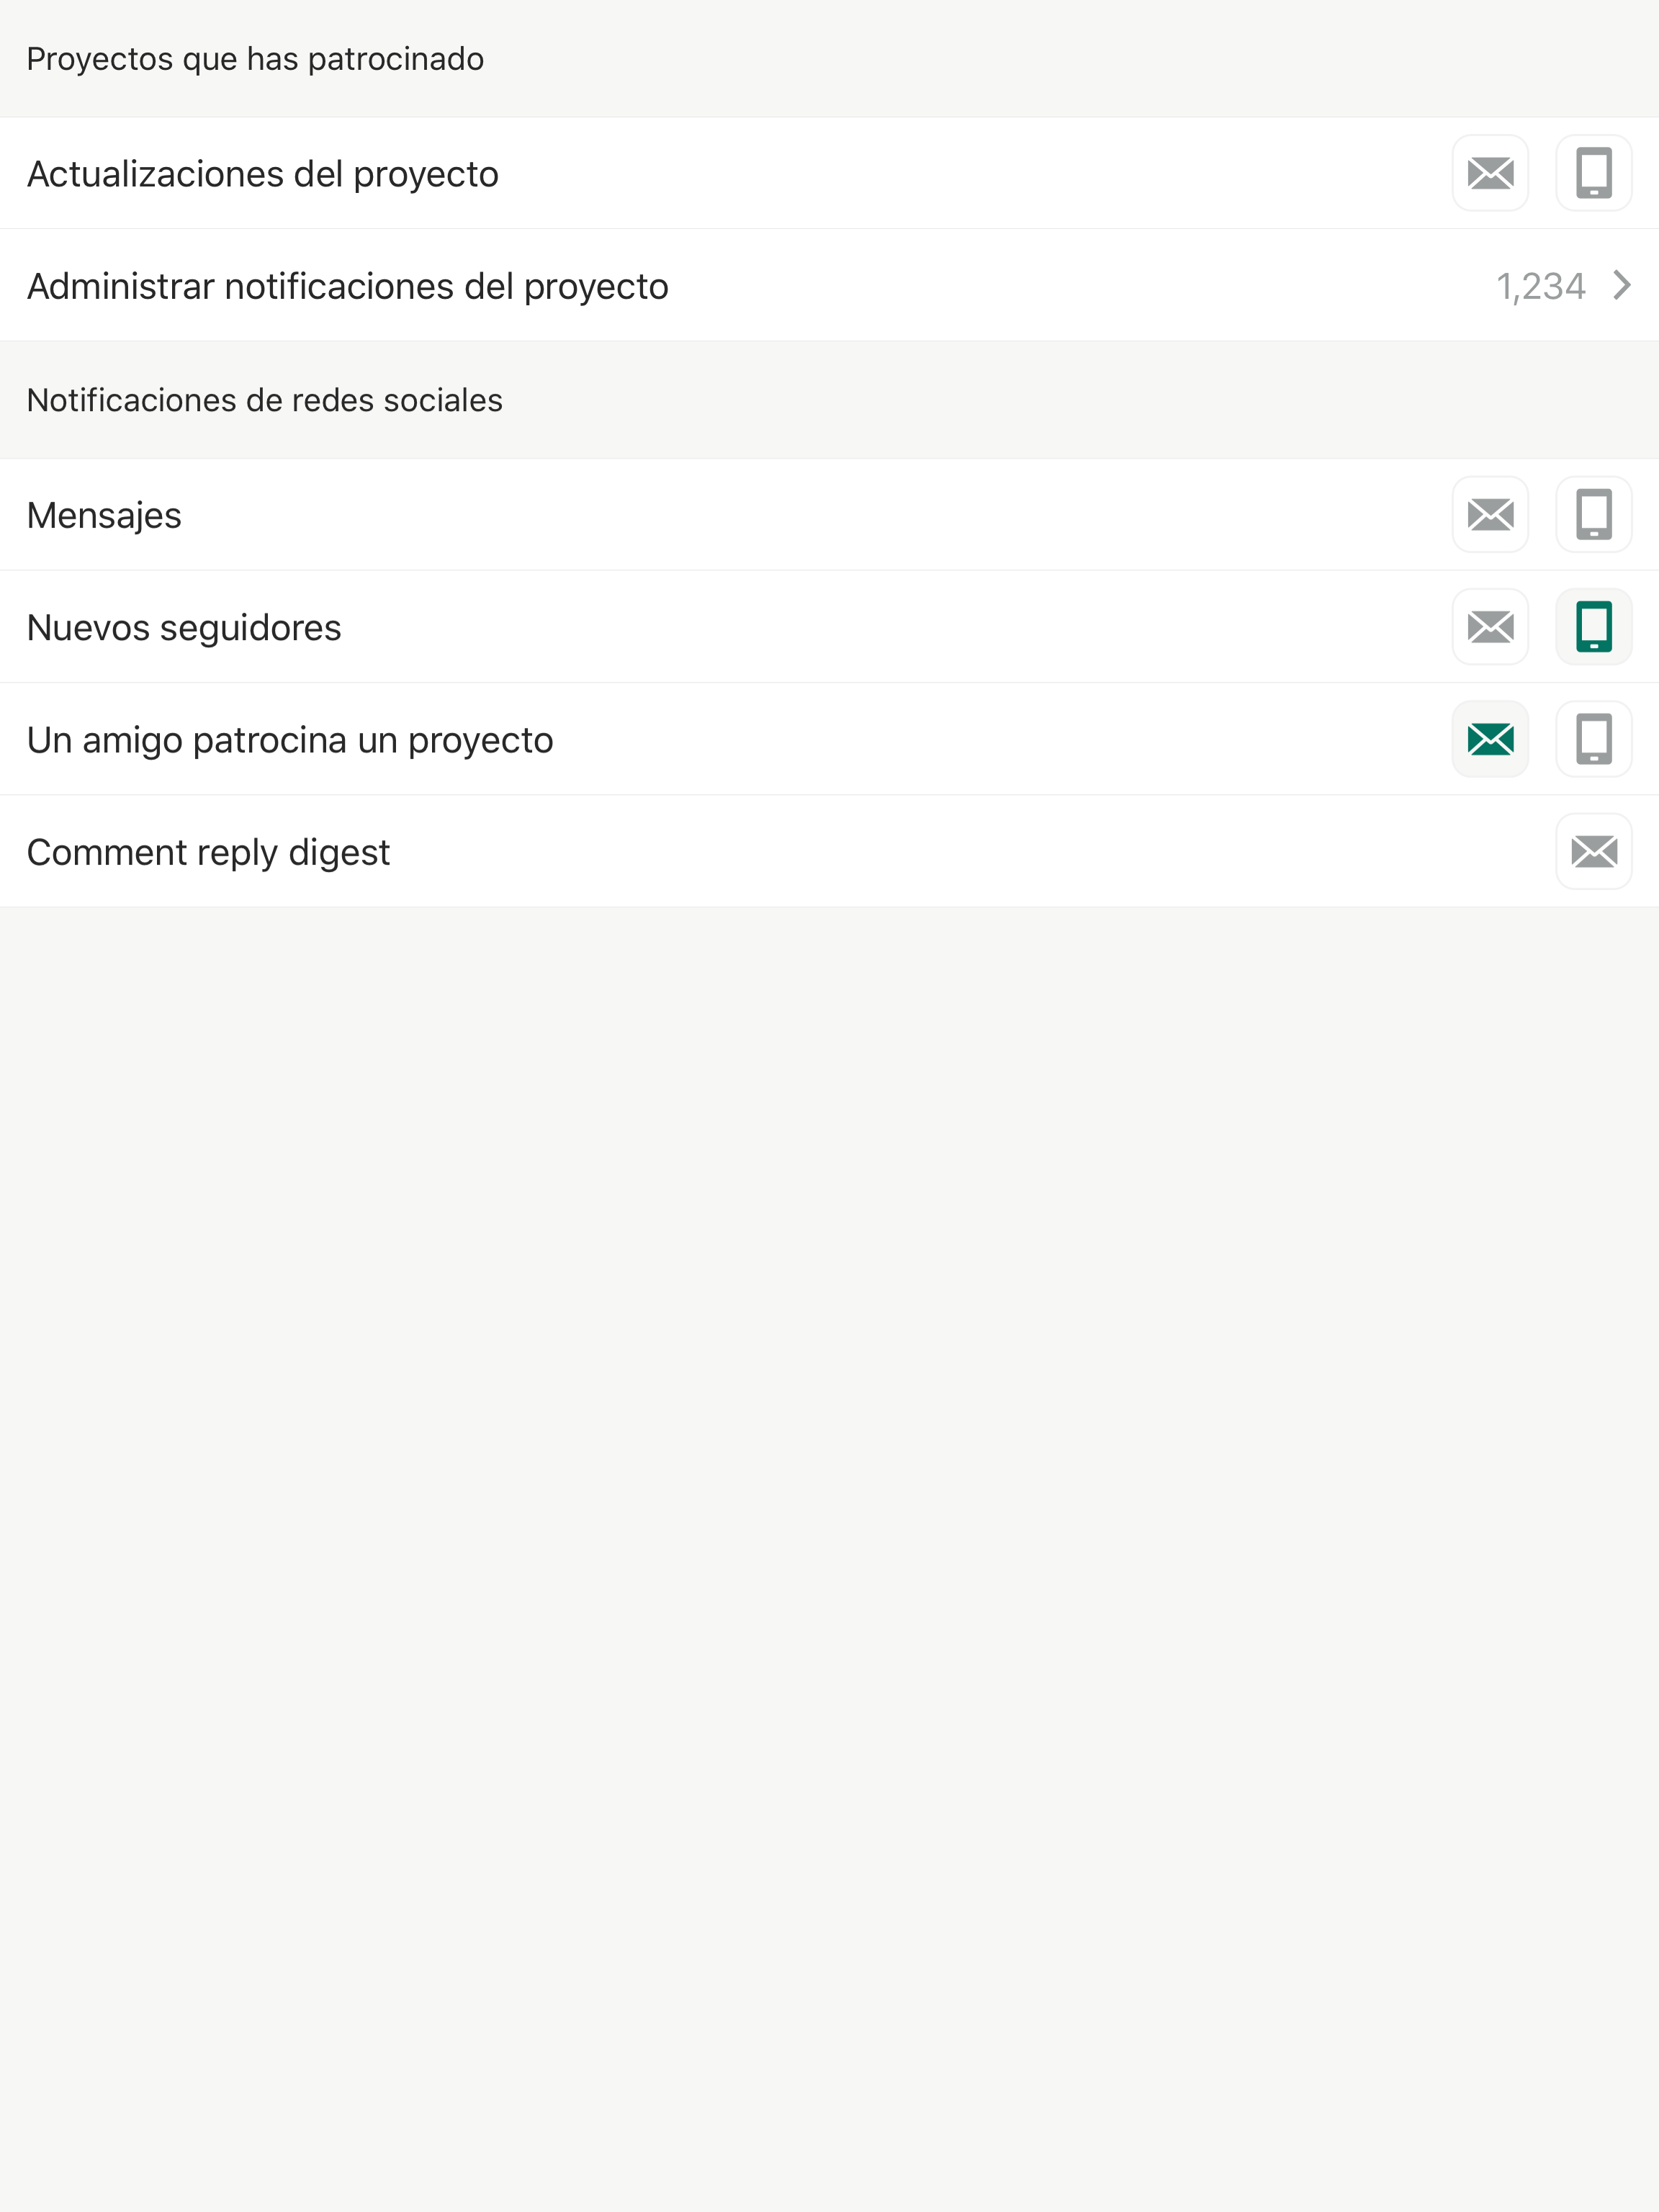 Proyectos que has patrocinado
Actualizaciones del proyecto
Administrar notificaciones del proyecto 1,234
Notificaciones de redes sociales
Mensajes
Nuevos seguidores
Un amigo patrocina un proyecto
Comment reply digest